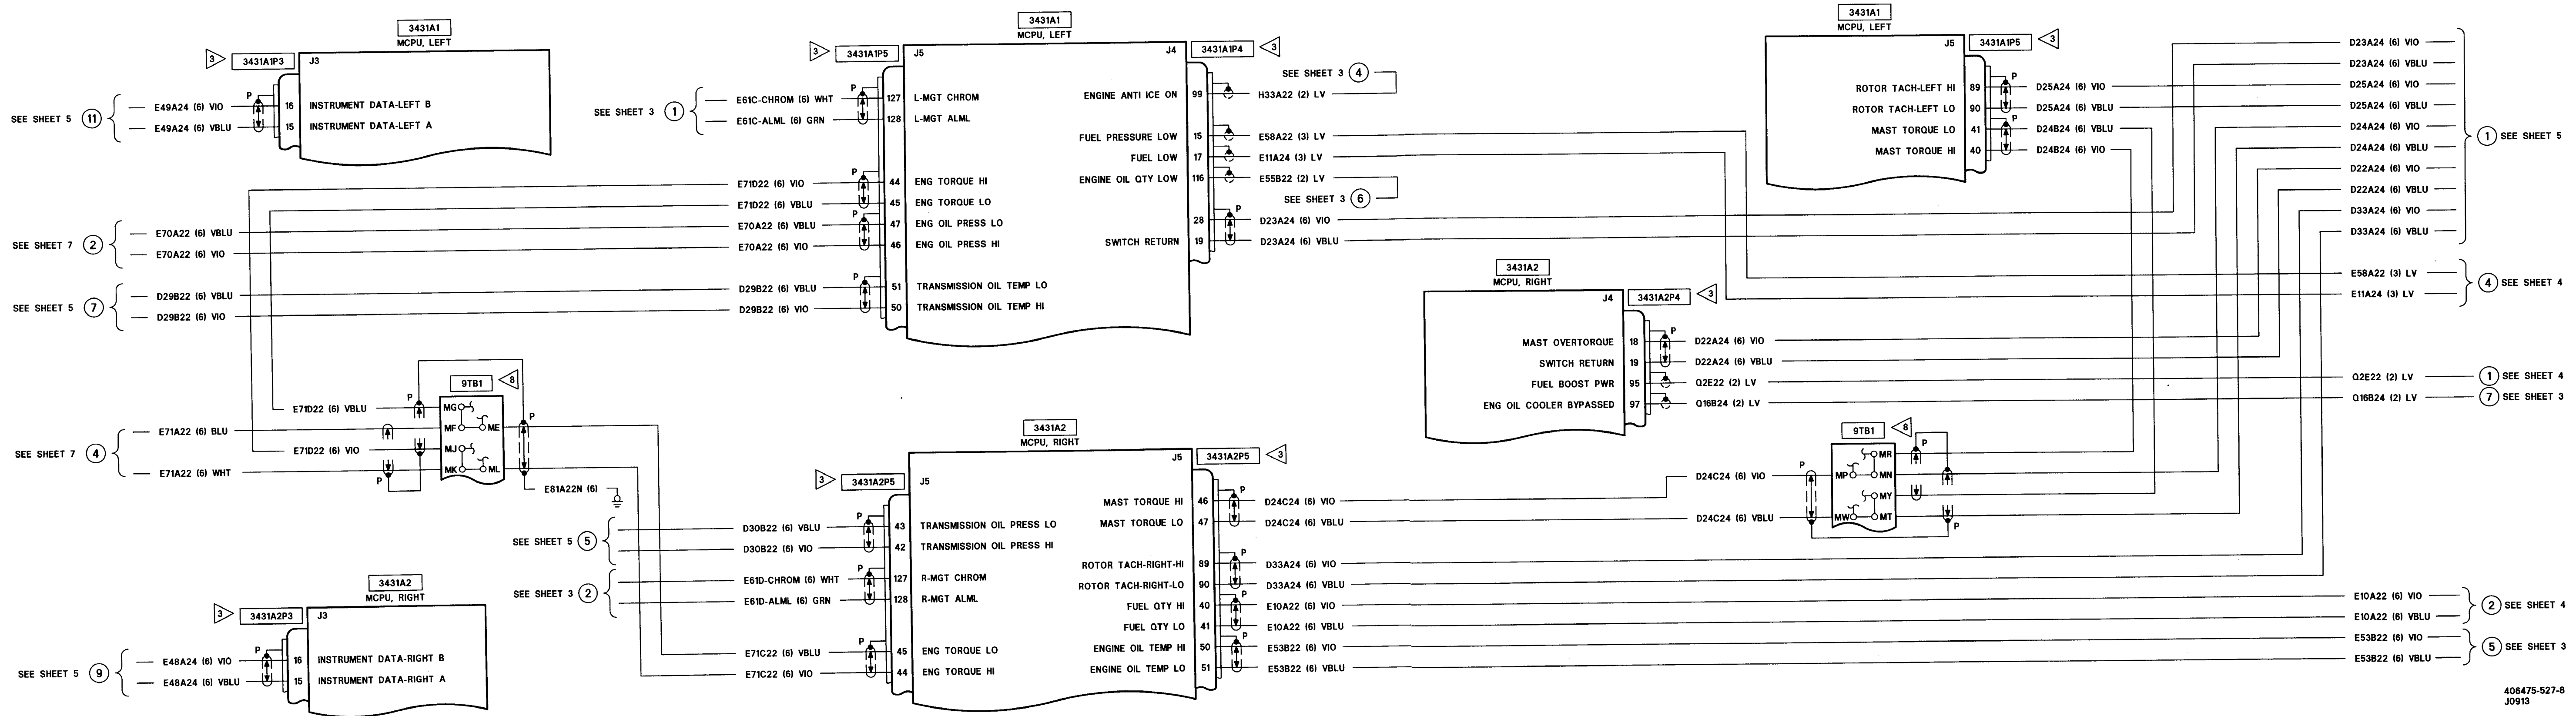 3431A1
MCPU, LEFT
3
3431A1P3
J3
SEE SHEET 5
11
E49A24 (6) VIO
P
16
INSTRUMENT DATA-LEFT B
E49A24 (6) VBLU
15
INSTRUMENT DATA-LEFT A
3431A1
MCPU, LEFT
3
3431A1P5
J5
J4
3431A1P4
3
SEE SHEET 3
1
E61C-CHROM (6) WHT
P
127
L-MGT CHROM
E61C-ALML (6) GRN
128
L-MGT ALML
E71D22 (6) VIO
P
44
ENG TORQUE HI
E71D22 (6) VBLU
45
ENG TORQUE LO
SEE SHEET 7
2
E70A22 (6) VBLU
E70A22 (6) VBLU
P
47
ENG OIL PRESS LO
E70A22 (6) VIO
E70A22 (6) VIO
46
ENG OIL PRESS HI
SEE SHEET 5
7
D29B22 (6) VBLU
D29B22 (6) VBLU
P
51
TRANSMISSION OIL TEMP LO
D29B22 (6) VIO
D29B22 (6) VIO
50
TRANSMISSION OIL TEMP HI
SEE SHEET 3
4
ENGINE ANTI ICE ON
99
H33A22 (2) LV
FUEL PRESSURE LOW
15
E58A22 (3) LV
FUEL LOW
17
E11A24 (3) LV
ENGINE OIL QTY LOW
116
E55B22 (2) LV
SEE SHEET 3
6
28
P
D23A24 (6) VIO
SWITCH RETURN
19
D23A24 (6) VBLU
3431A1
MCPU, LEFT
J5
3431A1P5
3
ROTOR TACH-LEFT HI
89
P
D25A24 (6) VIO
ROTOR TACH-LEFT LO
90
D25A24 (6) VBLU
MAST TORQUE LO
41
P
D24B24 (6) VBLU
MAST TORQUE HI
40
D24B24 (6) VIO
D23A24 (6) VIO
D23A24 (6) VBLU
D25A24 (6) VIO
D25A24 (6) VBLU
D24A24 (6) VIO
D24A24 (6) VBLU
D22A24 (6) VIO
D22A24 (6) VBLU
D33A24 (6) VIO
D33A24 (6) VBLU
1
SEE SHEET 5
E58A22 (3) LV
E11A24 (3) LV
4
SEE SHEET 4
3431A2
MCPU, RIGHT
J4
3431A2P4
3
MAST OVERTORQUE
18
P
D22A24 (6) VIO
SWITCH RETURN
19
D22A24 (6) VBLU
FUEL BOOST PWR
95
Q2E22 (2) LV
Q2E22 (2) LV
1
SEE SHEET 4
ENG OIL COOLER BYPASSED
97
Q16B24 (2) LV
Q16B24 (2) LV
7
SEE SHEET 3
9TB1
8
P
P
E71D22 (6) VBLU
MG
SEE SHEET 7
4
E71A22 (6) BLU
MF
ME
E71D22 (6) VIO
MJ
E71A22 (6) WHT
MK
ML
P
E81A22N (6)
3431A2
MCPU, RIGHT
3
3431A2P5
J5
J5
3431A2P5
3
SEE SHEET 5
5
D30B22 (6) VBLU
P
43
TRANSMISSION OIL PRESS LO
D30B22 (6) VIO
42
TRANSMISSION OIL PRESS HI
SEE SHEET 3
2
E61D-CHROM (6) WHT
P
127
R-MGT CHROM
E61D-ALML (6) GRN
128
R-MGT ALML
E71C22 (6) VBLU
P
45
ENG TORQUE LO
E71C22 (6) VIO
44
ENG TORQUE HI
MAST TORQUE HI
46
P
D24C24 (6) VIO
MAST TORQUE LO
47
D24C24 (6) VBLU
ROTOR TACH-RIGHT-HI
89
P
D33A24 (6) VIO
ROTOR TACH-RIGHT-LO
90
D33A24 (6) VBLU
FUEL QTY HI
40
P
E10A22 (6) VIO
FUEL QTY LO
41
E10A22 (6) VBLU
ENGINE OIL TEMP HI
50
P
E53B22 (6) VIO
ENGINE OIL TEMP LO
51
E53B22 (6) VBLU
9TB1
8
D24C24 (6) VIO
P
MR
P
MP
MN
MY
D24C24 (6) VBLU
MW
MT
P
E10A22 (6) VIO
E10A22 (6) VBLU
2
SEE SHEET 4
E53B22 (6) VIO
E53B22 (6) VBLU
5
SEE SHEET 3
3431A2
MCPU, RIGHT
3
3431A2P3
J3
SEE SHEET 5
9
E48A24 (6) VIO
P
16
INSTRUMENT DATA-RIGHT B
E48A24 (6) VBLU
15
INSTRUMENT DATA-RIGHT A
406475-527-8
J0913